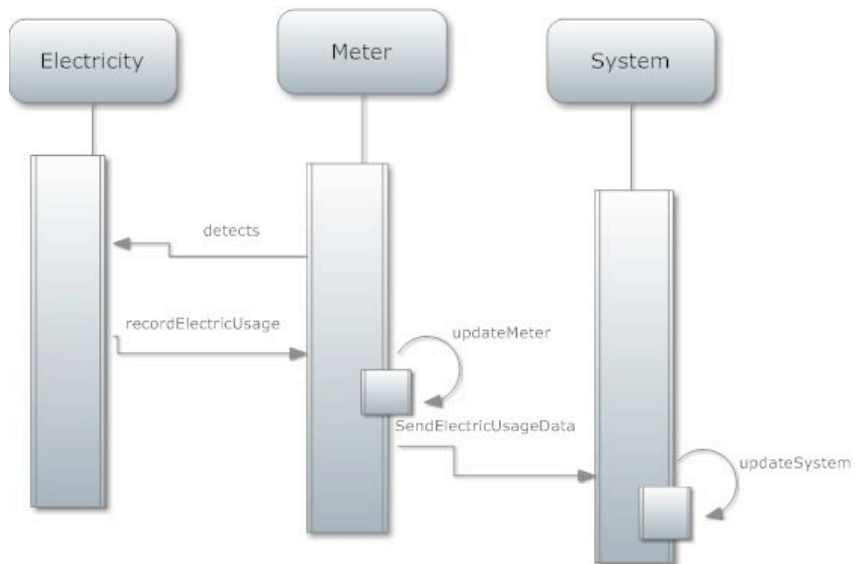 Electricity
Meter
System
detects
recordElectricUsage
updateMeter
SendElectricUsageData
updateSystem